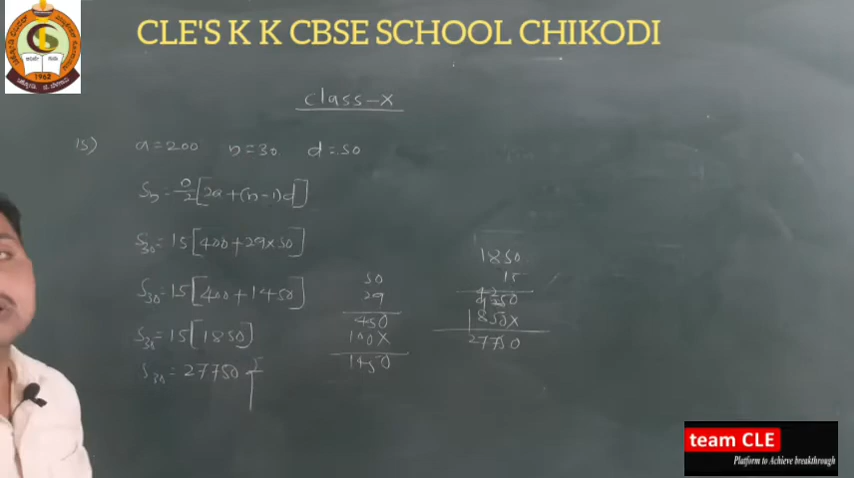 CLE'S K K CBSE SCHOOL CHIKODI
1962
Class-X
15) a=200 n=30 d=50
Sn=n/2[2a+(n-1)d]
S30=15[400+29x50]
S30=15[400+1450]
S30=15[1850]
S30=27750
50
29
450
100X
1450
1850
15
9250
1850X
27750
team CLE
Platform to Achieve breakthrough